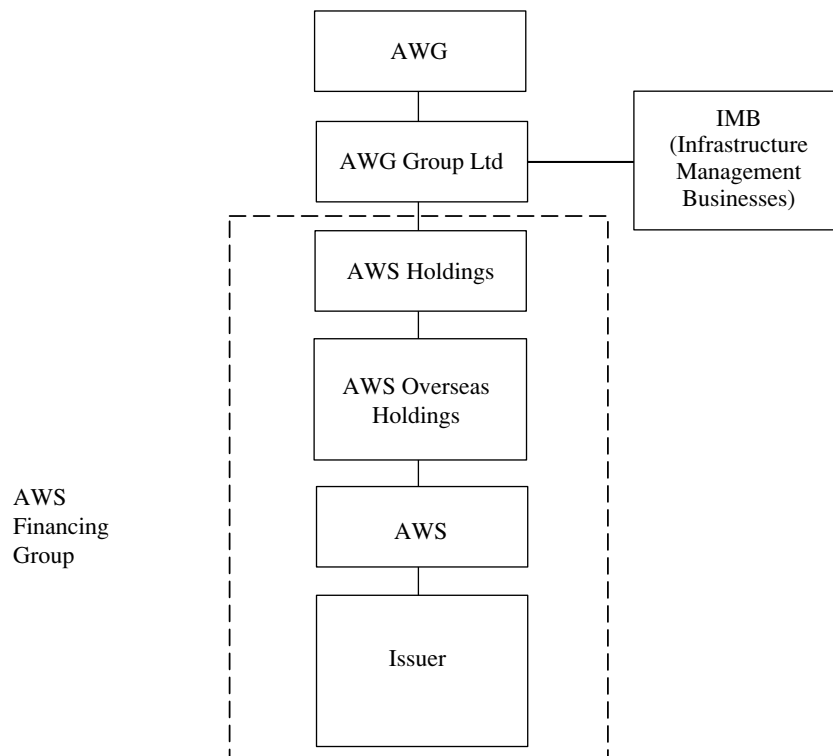 AWG
AWG Group Ltd
IMB
(Infrastructure
Management
Businesses)
AWS Holdings
AWS Overseas
Holdings
AWS
Financing
Group
AWS
Issuer